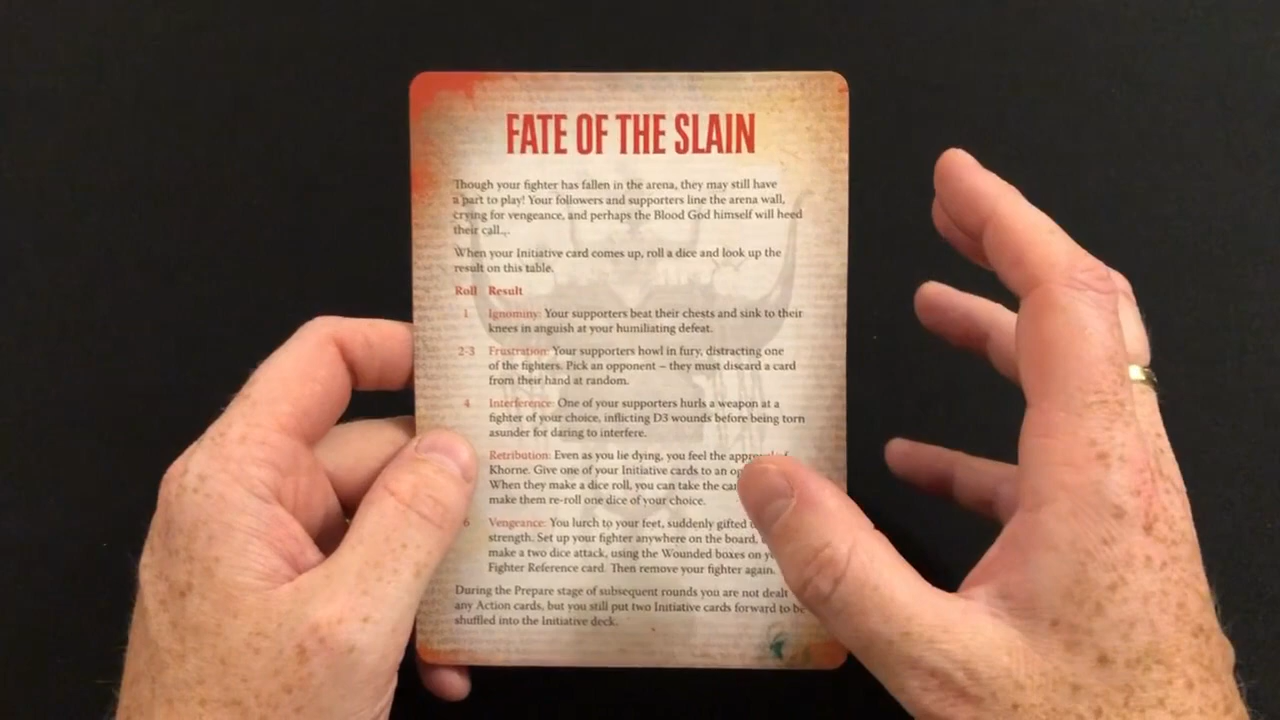 FATE OF THE SLAIN
Though your fighter has fallen in the arena, they may still have
a part to play! Your followers and supporters line the arena wall,
crying for vengeance, and perhaps the Blood God himself will heed
their call...
When your Initiative card comes up, roll a dice and look up the
result on this table.
Roll Result
1 Ignominy: Your supporters beat their chests and sink to their
knees in anguish at your humiliating defeat.
2-3 Frustration: Your supporters howl in fury, distracting one
of the fighters. Pick an opponent – they must discard a card
from their hand at random.
4 Interference: One of your supporters hurls a weapon at a
fighter of your choice, inflicting D3 wounds before being torn
asunder for daring to interfere.
Retribution: Even as you lie dying, you feel the
Khorne. Give one of your Initiative cards to an
When they make a dice roll, you can take the
make them re-roll one dice of your choice.
6 Vengeance: You lurch to your feet, suddenly gifted
strength. Set up your fighter anywhere on the board,
make a two dice attack, using the Wounded boxes on
Fighter Reference card. Then remove your fighter again.
During the Prepare stage of subsequent rounds you are not dealt
any Action cards, but you still put two Initiative cards forward to be
shuffled into the Initiative deck.